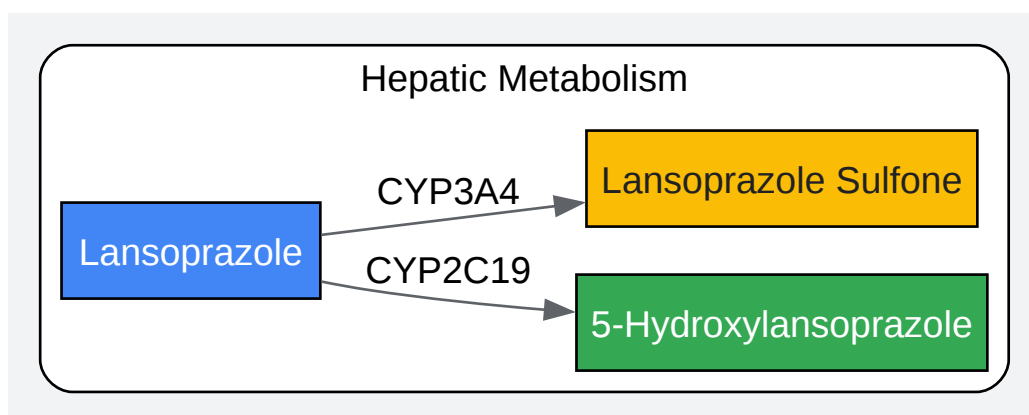 Hepatic Metabolism
Lansoprazole
CYP3A4
Lansoprazole Sulfone
CYP2C19
5-Hydroxylansoprazole